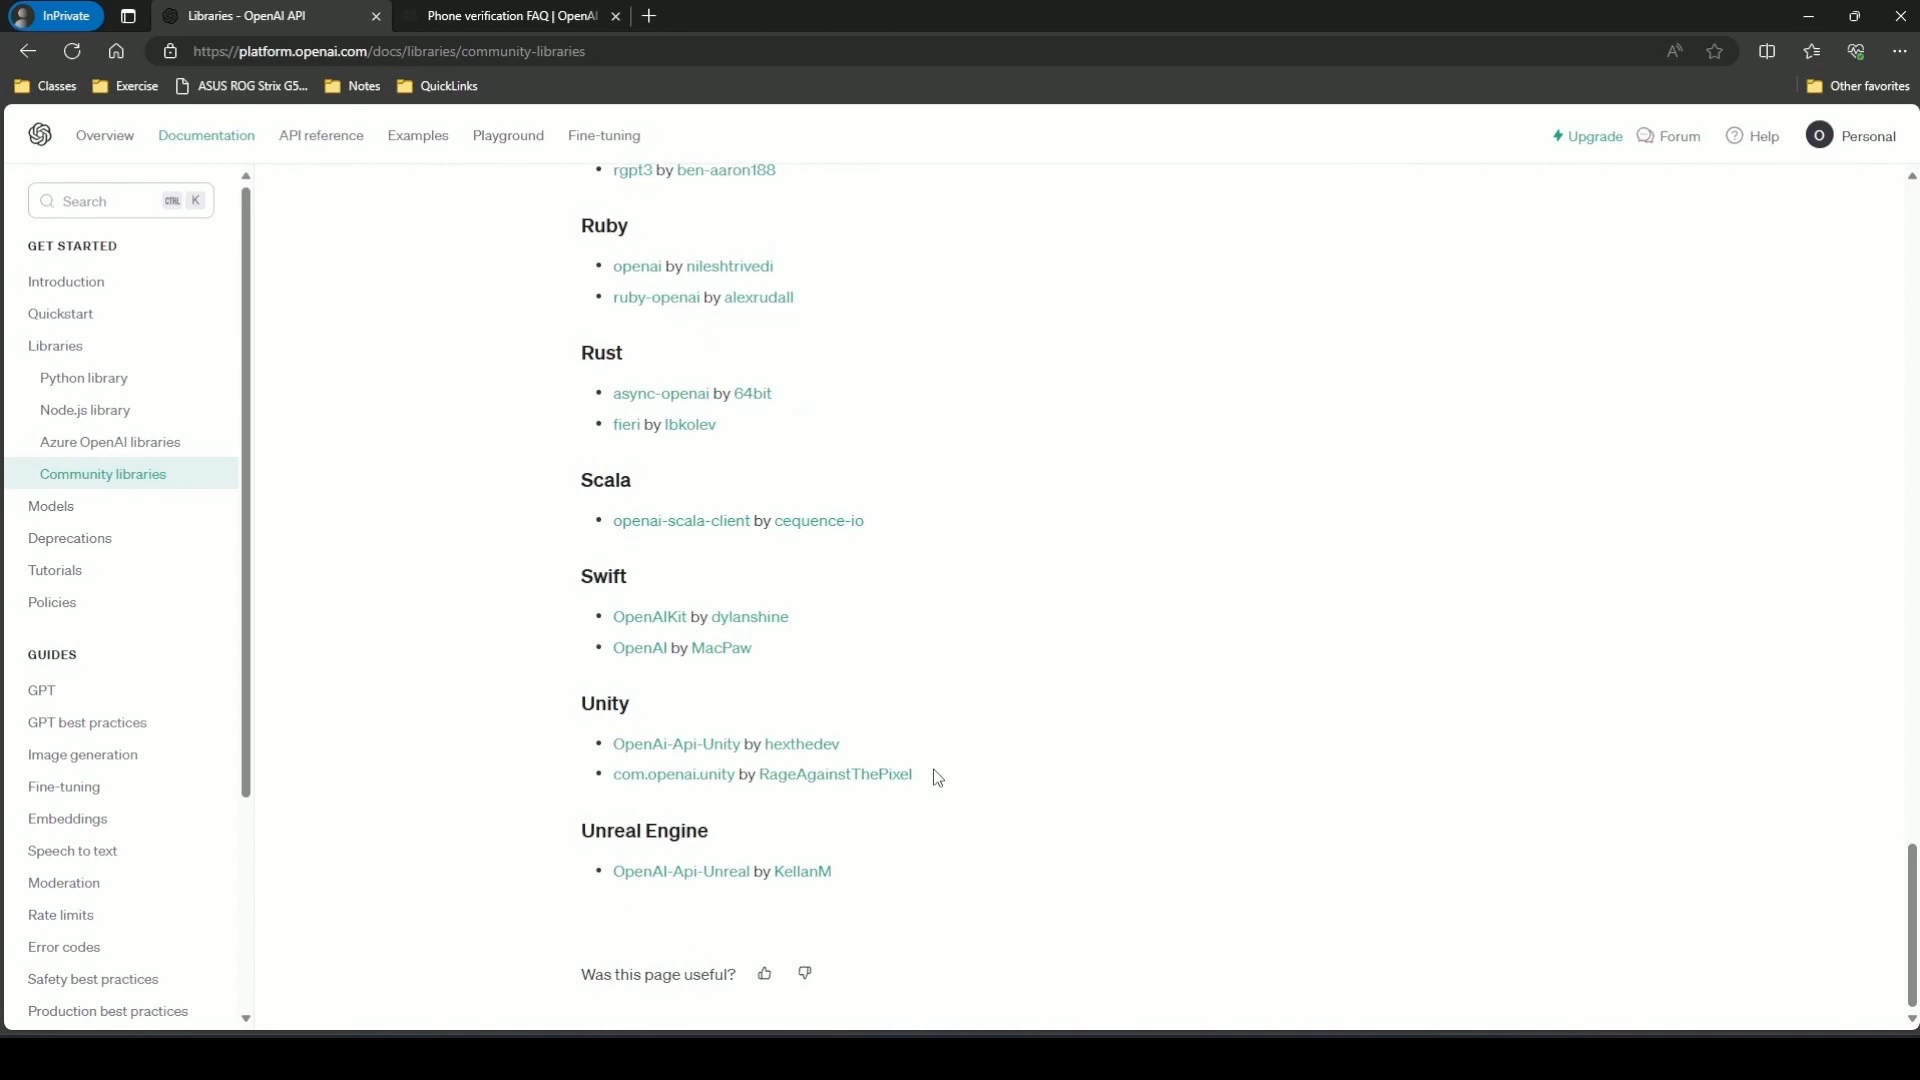 InPrivate
Libraries - OpenAI API
Phone verification FAQ | OpenAI
https://platform.openai.com/docs/libraries/community-libraries
Classes
Exercise
ASUS ROG Strix G5...
Notes
QuickLinks
Other favorites
Overview
Documentation
API reference
Examples
Playground
Fine-tuning
Upgrade
Forum
Help
O
Personal
Search
CTRL
K
GET STARTED
Introduction
Quickstart
Libraries
Python library
Node.js library
Azure OpenAI libraries
Community libraries
Models
Deprecations
Tutorials
Policies
GUIDES
GPT
GPT best practices
Image generation
Fine-tuning
Embeddings
Speech to text
Moderation
Rate limits
Error codes
Safety best practices
Production best practices
• rgpt3 by ben-aaron188
Ruby
• openai by nileshtrivedi
• ruby-openai by alexrudall
Rust
• async-openai by 64bit
• fieri by lbkolev
Scala
• openai-scala-client by cequence-io
Swift
• OpenAIKit by dylanshine
• OpenAI by MacPaw
Unity
• OpenAi-Api-Unity by hexthedev
• com.openai.unity by RageAgainstThePixel
Unreal Engine
• OpenAI-Api-Unreal by KellanM
Was this page useful?